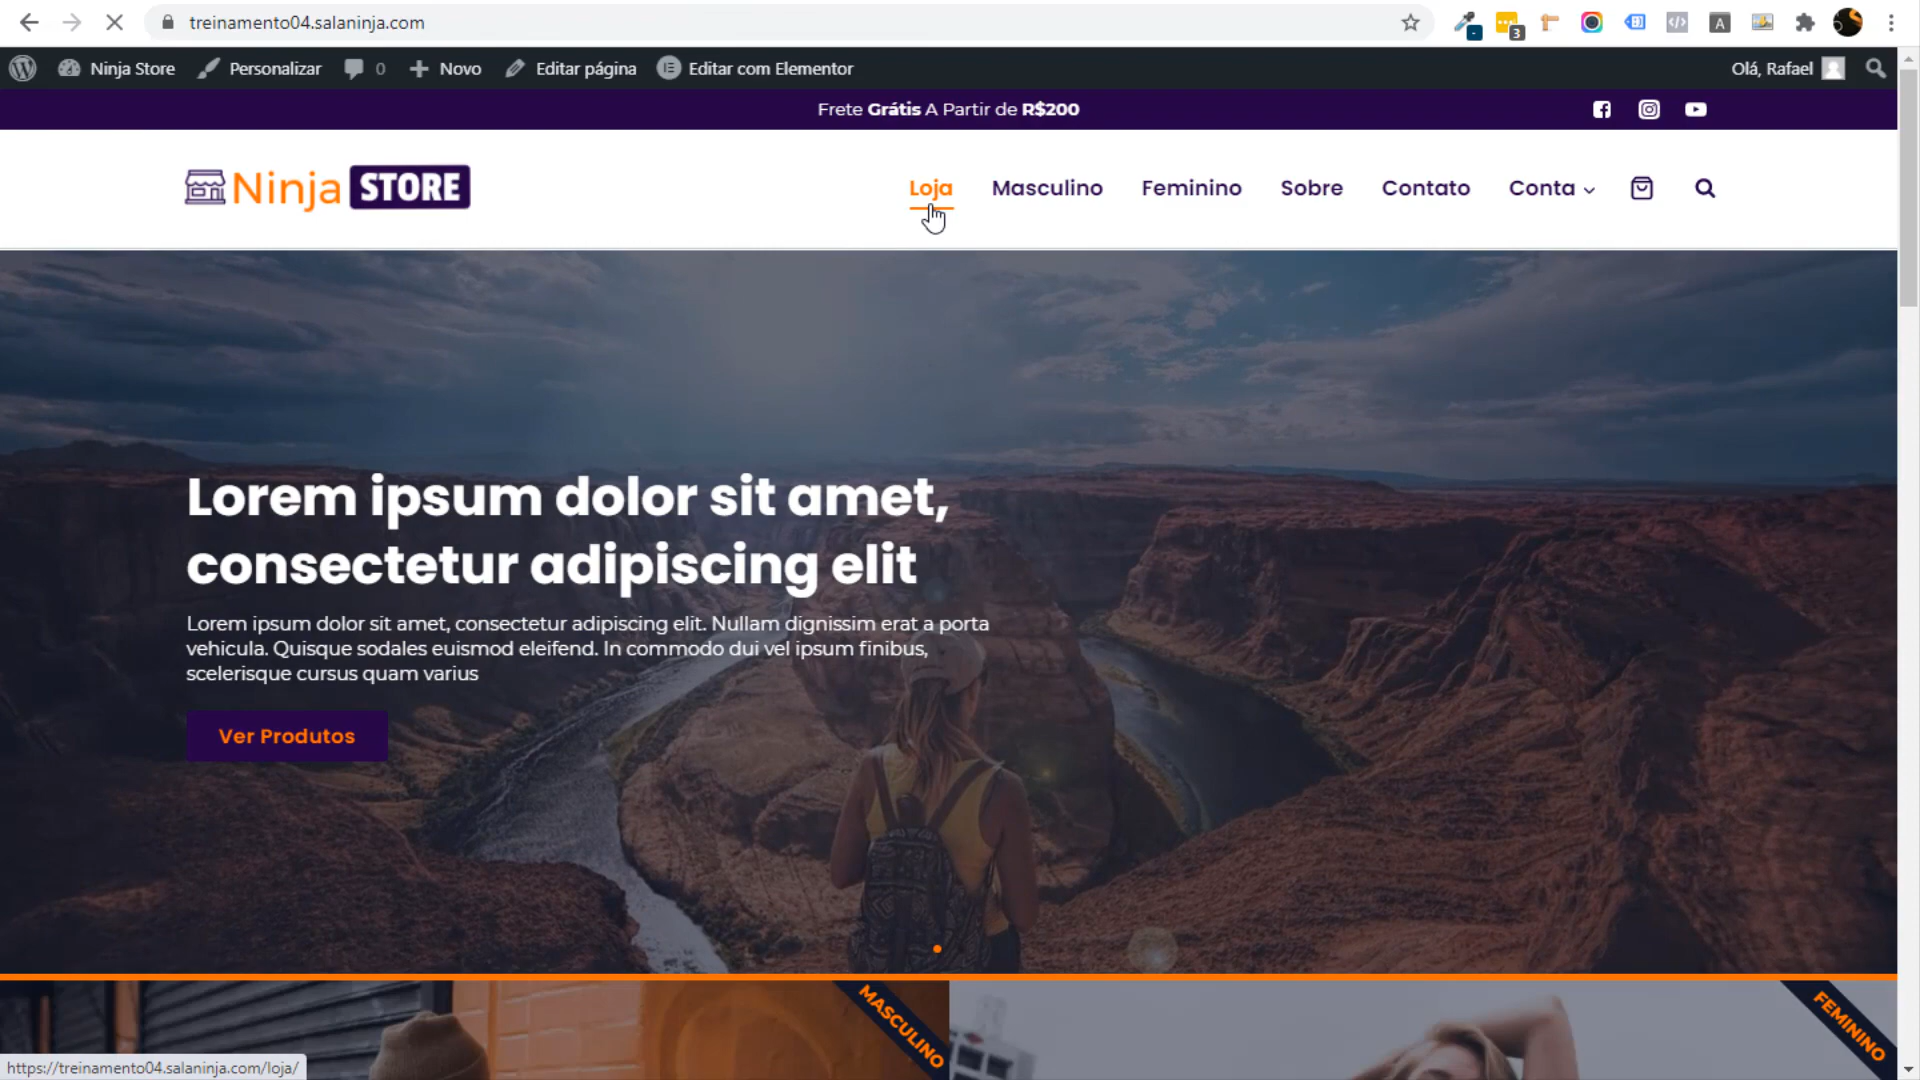 treinamento04.salaninja.com
3
A
Ninja Store
Personalizar
0
Novo
Editar página
Editar com Elementor
Olá, Rafael
Frete Grátis A Partir de R$200
Ninja STORE
Loja
Masculino
Feminino
Sobre
Contato
Conta
Lorem ipsum dolor sit amet,
consectetur adipiscing elit
Lorem ipsum dolor sit amet, consectetur adipiscing elit. Nullam dignissim erat a porta
vehicula. Quisque sodales euismod eleifend. In commodo dui vel ipsum finibus,
scelerisque cursus quam varius
Ver Produtos
MASCULINO
FEMININO
https://treinamento04.salaninja.com/loja/